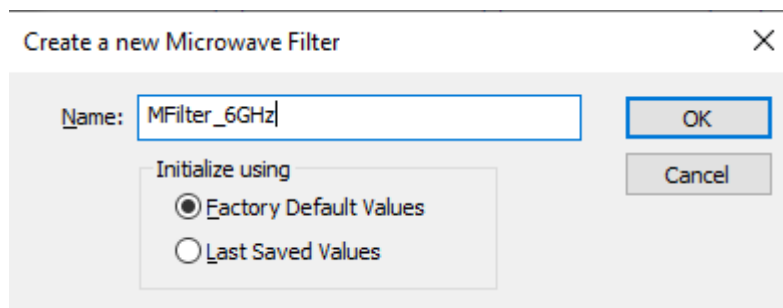 Create a new Microwave Filter
Name: MFilter_6GHz OK
Initialize using Cancel
Factory Default Values
Last Saved Values